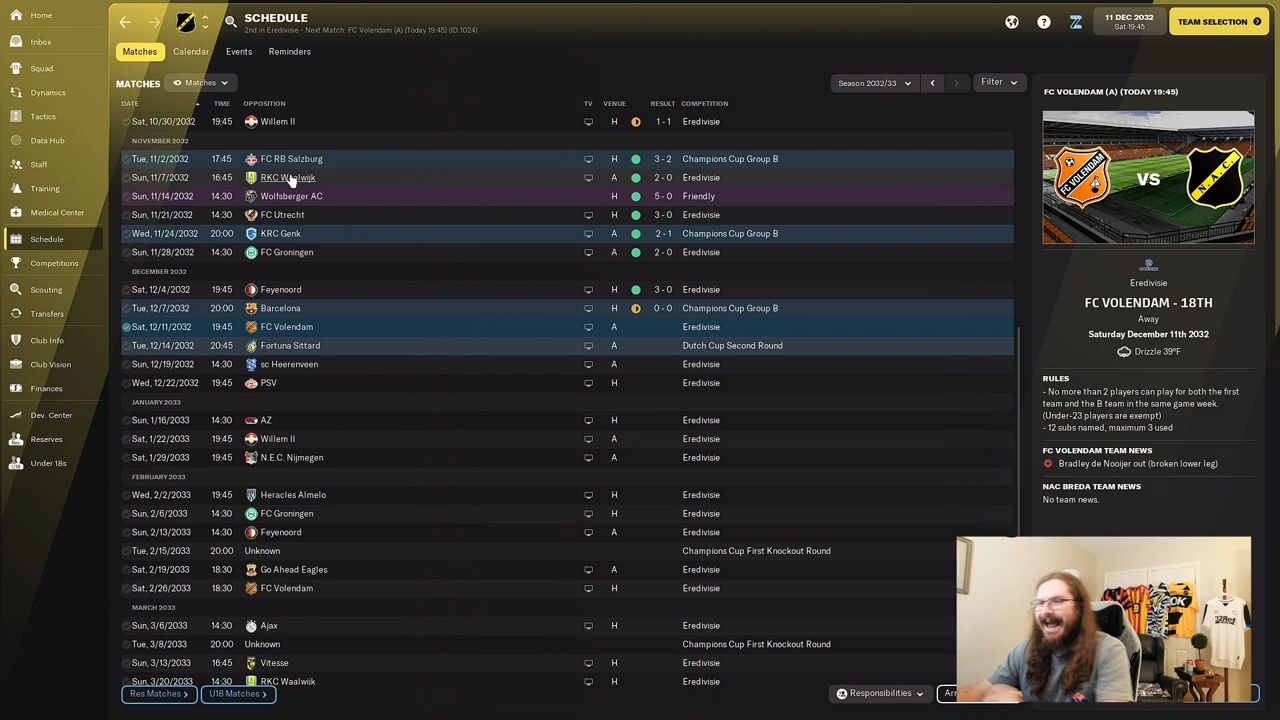 Home
Inbox
Squad
Dynamics
Tactics
Data Hub
Staff
Training
Medical Center
Schedule
Competitions
Scouting
Transfers
Club Info
Club Vision
Finances
Dev. Center
Reserves
Under 18s
SCHEDULE
2nd in Eredivisie - Next Match: FC Volendam (A) (Today 19:45) (ID:1024)
11 DEC 2032
Sat 19:45
TEAM SELECTION
Matches Calendar Events Reminders
MATCHES Matches Season 2032/33 Filter
DATE TIME OPPOSITION TV VENUE RESULT COMPETITION
Sat, 10/30/2032 19:45 Willem II H 1 - 1 Eredivisie
NOVEMBER 2032
Tue, 11/2/2032 17:45 FC RB Salzburg H 3 - 2 Champions Cup Group B
Sun, 11/7/2032 16:45 RKC Waalwijk A 2 - 0 Eredivisie
Sun, 11/14/2032 14:30 Wolfsberger AC H 5 - 0 Friendly
Sun, 11/21/2032 14:30 FC Utrecht H 3 - 0 Eredivisie
Wed, 11/24/2032 20:00 KRC Genk A 2 - 1 Champions Cup Group B
Sun, 11/28/2032 14:30 FC Groningen A 2 - 0 Eredivisie
DECEMBER 2032
Sat, 12/4/2032 19:45 Feyenoord H 3 - 0 Eredivisie
Tue, 12/7/2032 20:00 Barcelona H 0 - 0 Champions Cup Group B
Sat, 12/11/2032 19:45 FC Volendam A Eredivisie
Tue, 12/14/2032 20:45 Fortuna Sittard A Dutch Cup Second Round
Sun, 12/19/2032 14:30 sc Heerenveen A Eredivisie
Wed, 12/22/2032 19:45 PSV H Eredivisie
JANUARY 2033
Sun, 1/16/2033 14:30 AZ H Eredivisie
Sat, 1/22/2033 19:45 Willem II A Eredivisie
Sat, 1/29/2033 19:45 N.E.C. Nijmegen A Eredivisie
FEBRUARY 2033
Wed, 2/2/2033 19:45 Heracles Almelo H Eredivisie
Sun, 2/6/2033 14:30 FC Groningen H Eredivisie
Sun, 2/13/2033 14:30 Feyenoord A Eredivisie
Tue, 2/15/2033 20:00 Unknown Champions Cup First Knockout Round
Sat, 2/19/2033 18:30 Go Ahead Eagles A Eredivisie
Sat, 2/26/2033 18:30 FC Volendam H Eredivisie
MARCH 2033
Sun, 3/6/2033 14:30 Ajax H Eredivisie
Tue, 3/8/2033 20:00 Unknown Champions Cup First Knockout Round
Sun, 3/13/2033 16:45 Vitesse H Eredivisie
Sun, 3/20/2033 14:30 RKC Waalwijk H Eredivisie
Res Matches U18 Matches Responsibilities
FC VOLENDAM (A) (TODAY 19:45)
FC VOLENDAM VS N.A.C.
Eredivisie
FC VOLENDAM - 18TH
Away
Saturday December 11th 2032
Drizzle 39°F
RULES
- No more than 2 players can play for both the first
team and the B team in the same game week.
(Under-23 players are exempt)
- 12 subs named, maximum 3 used
FC VOLENDAM TEAM NEWS
Bradley de Nooijer out (broken lower leg)
NAC BREDA TEAM NEWS
No team news.
32Red